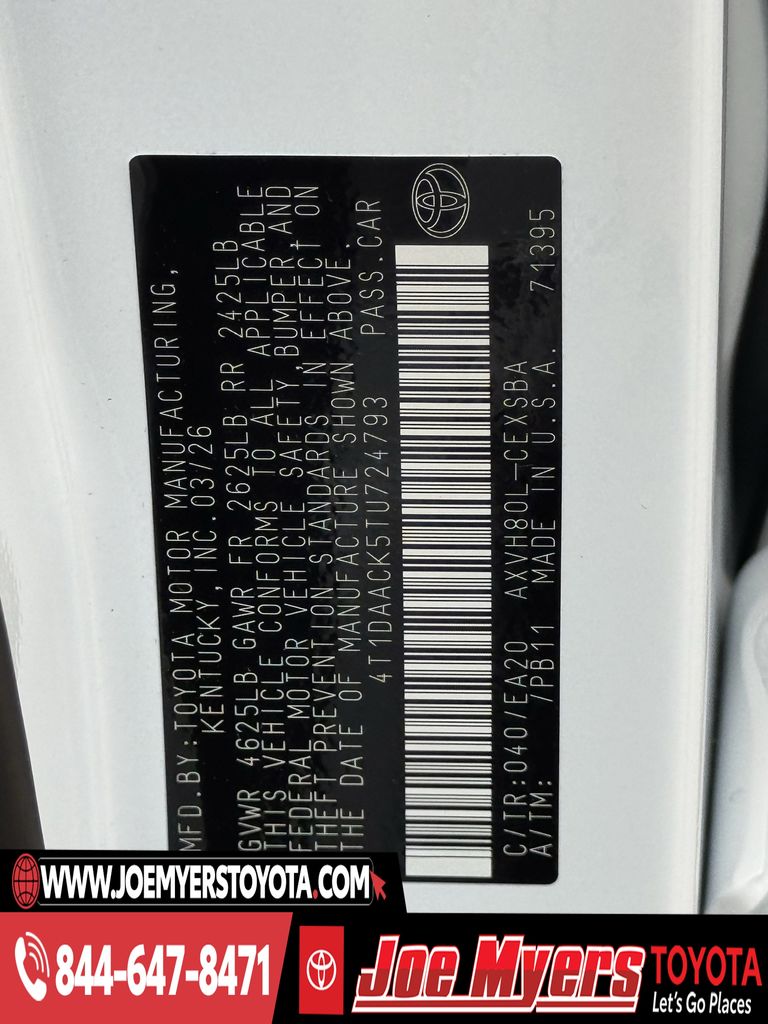 MFD.BY:TOYOTA MOTOR MANUFACTURING,
KENTUCKY, INC.03/26
GVWR 4625LB GAWR FR 2625LB RR 2425LB
THIS VEHICLE CONFORMS TO ALL APPLICABLE
FEDERAL MOTOR VEHICLE SAFETY,BUMPER,AND
THEFT PREVENTION STANDARDS IN EFFECT ON
THE DATE OF MANUFACTURE SHOWN ABOVE.
4T1DAACK5TU724793 PASS.CAR
C/TR:040/EA20 AXVH80L-CEXSBA 71395
A/TM: /PB11 MADE IN U.S.A.
WWW.JOEMYERSTOYOTA.COM
844-647-8471
Joe Myers TOYOTA
Let's Go Places